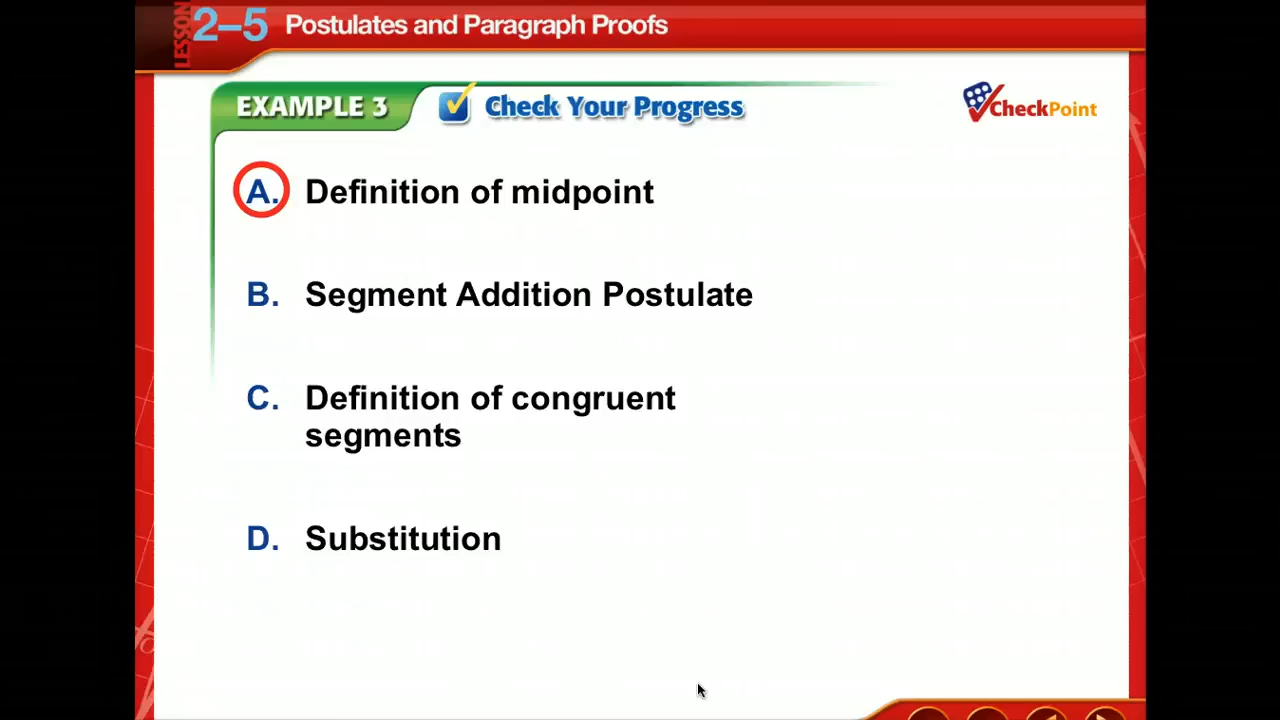 LESSON 2–5 Postulates and Paragraph Proofs
EXAMPLE 3 Check Your Progress
CheckPoint
A. Definition of midpoint
B. Segment Addition Postulate
C. Definition of congruent
segments
D. Substitution